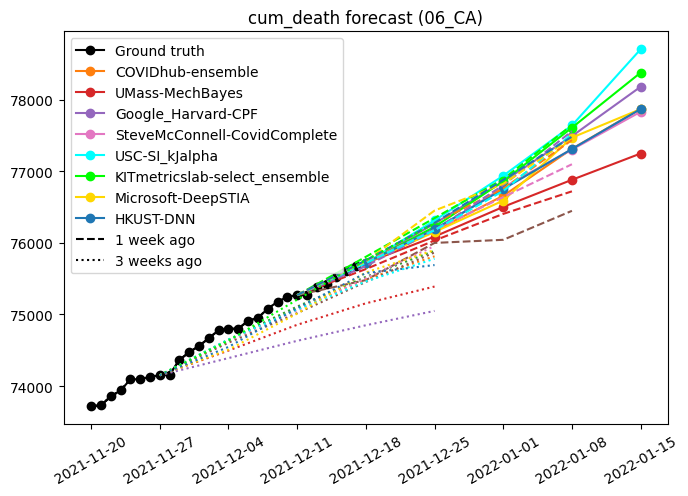 cum_death forecast (06_CA)
Ground truth
COVIDhub-ensemble
UMass-MechBayes
Google_Harvard-CPF
SteveMcConnell-CovidComplete
USC-SI_kJalpha
KITmetricslab-select_ensemble
Microsoft-DeepSTIA
HKUST-DNN
1 week ago
3 weeks ago
78000
77000
76000
75000
74000
2021-11-20
2021-11-27
2021-12-04
2021-12-11
2021-12-18
2021-12-25
2022-01-01
2022-01-08
2022-01-15